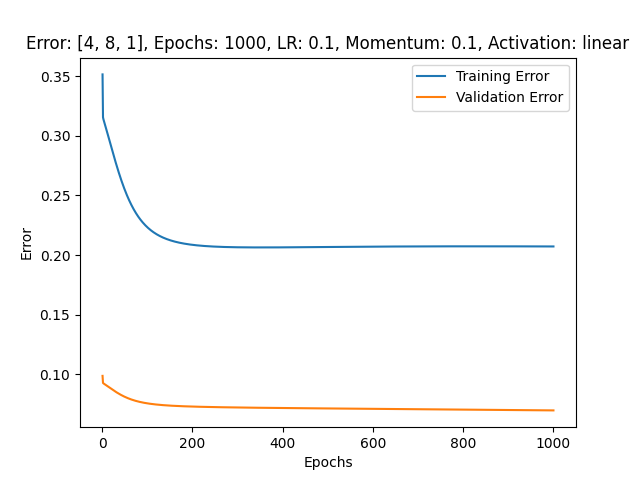 Error: [4, 8, 1], Epochs: 1000, LR: 0.1, Momentum: 0.1, Activation: linear
Training Error
Validation Error
0.35
0.30
0.25
0.20
0.15
0.10
Error
0
200
400
600
800
1000
Epochs